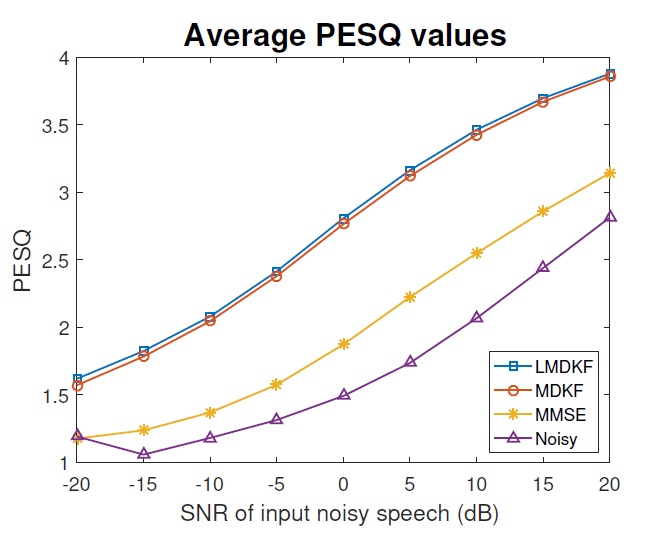 Average PESQ values
4
3.5
3
2.5
2
1.5
1
PESQ
LMDKF
MDKF
MMSE
Noisy
-20 -15 -10 -5 0 5 10 15 20
SNR of input noisy speech (dB)